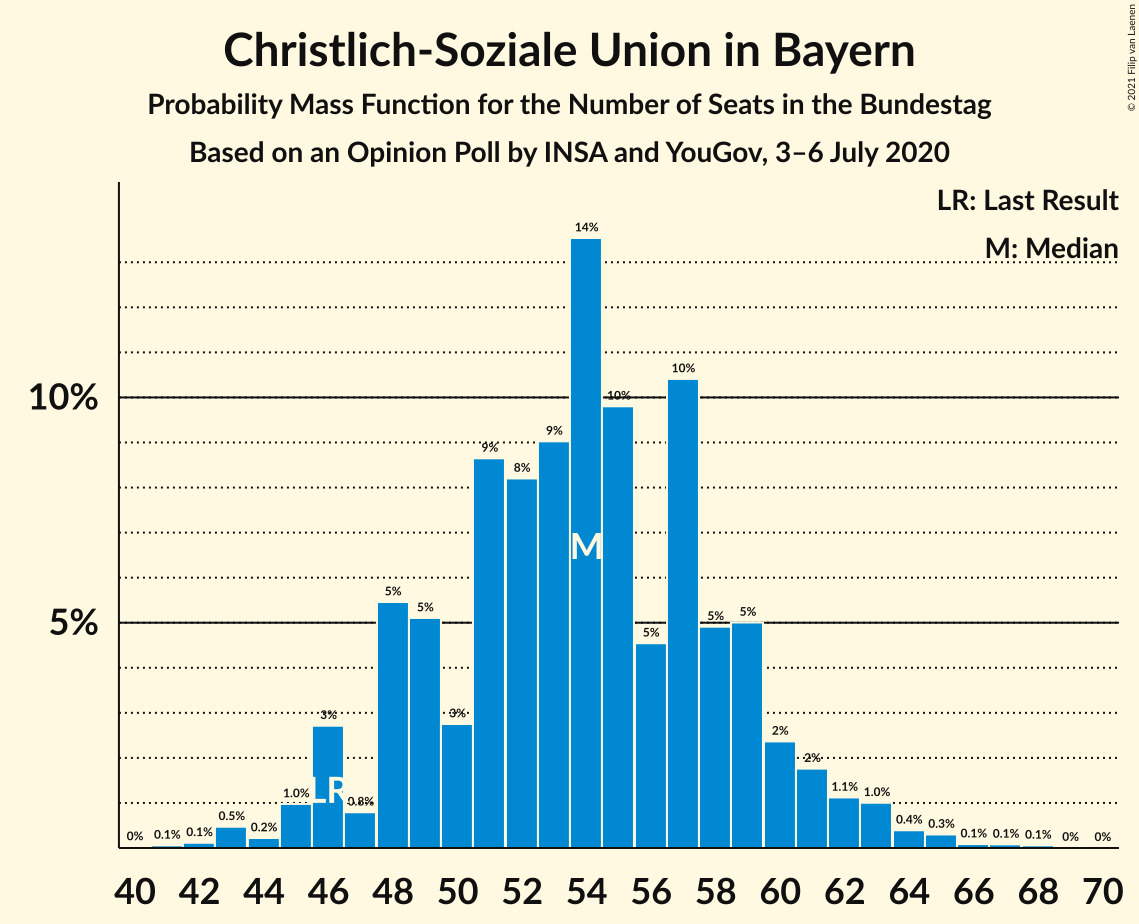 Christlich-Soziale Union in Bayern
Probability Mass Function for the Number of Seats in the Bundestag
Based on an Opinion Poll by INSA and YouGov, 3–6 July 2020
© 2021 Filip van Laenen
LR: Last Result
M: Median
10%
5%
0% 0.1% 0.1% 0.5% 0.2% 1.0% 3% 0.8% 5% 5% 3% 9% 8% 9% 14% 10% 5% 10% 5% 5% 2% 2% 1.1% 1.0% 0.4% 0.3% 0.1% 0.1% 0.1% 0% 0%
LR M
40 42 44 46 48 50 52 54 56 58 60 62 64 66 68 70